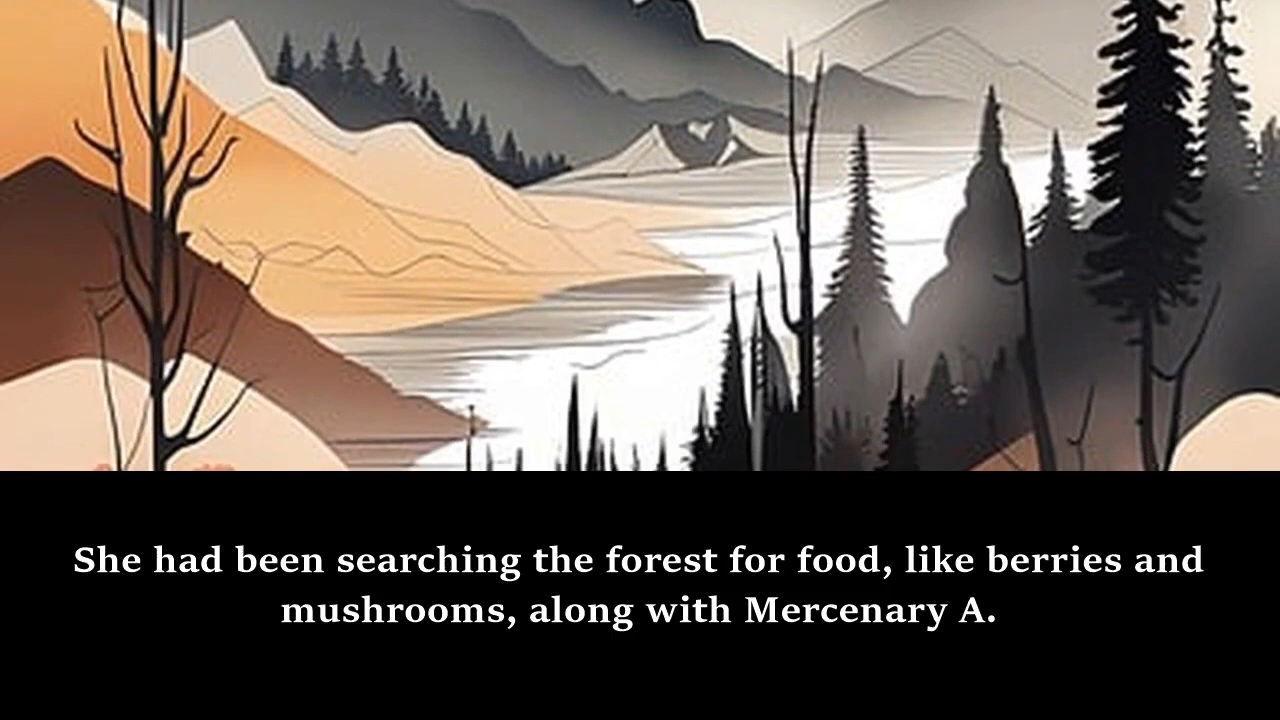 She had been searching the forest for food, like berries and
mushrooms, along with Mercenary A.